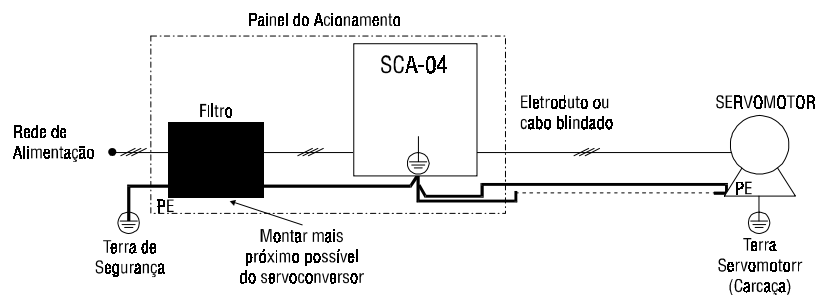 Painel do Acionamento
SCA-04
Filtro
Rede de
Alimentação
Eletroduto ou
cabo blindado
SERVOMOTOR
PE
PE
Terra de
Segurança
Montar mais
próximo possível
do servoconversor
Terra
Servomotorr
(Carcaça)